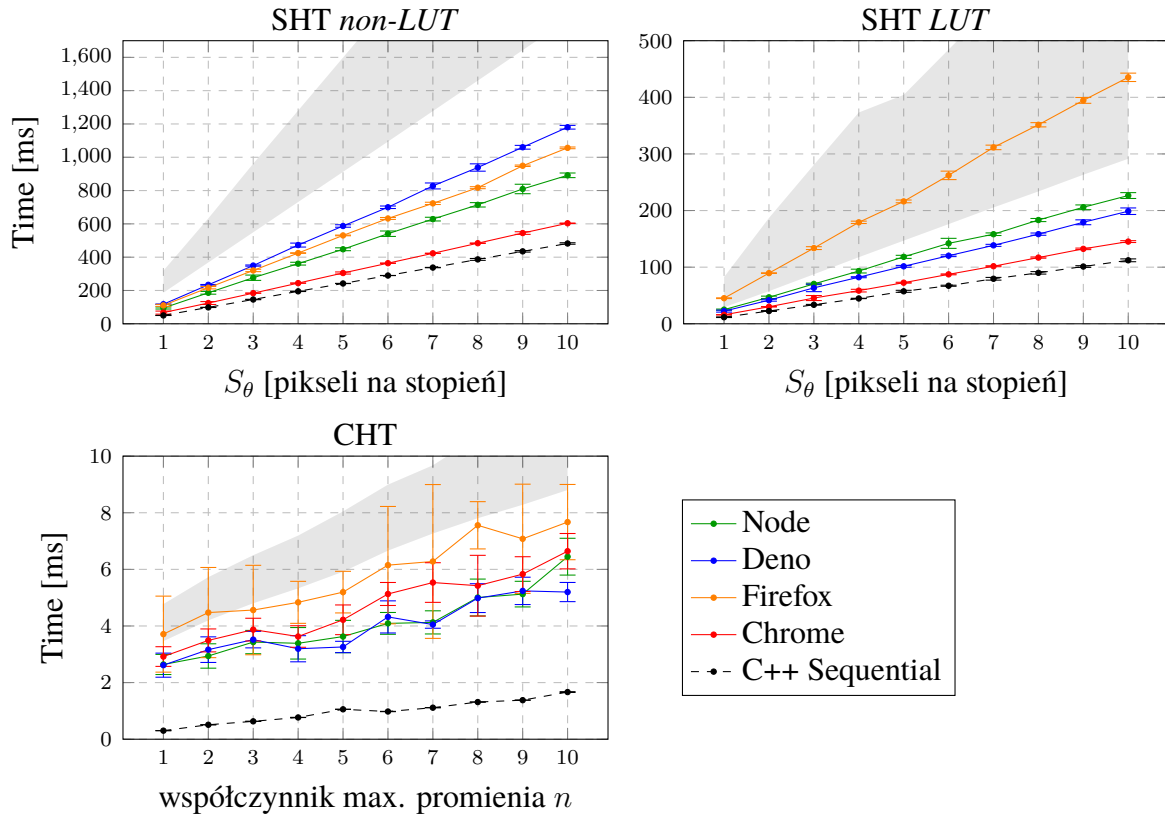 SHT non-LUT
Time [ms]
1,600
1,400
1,200
1,000
800
600
400
200
0
1 2 3 4 5 6 7 8 9 10
S_θ [pikseli na stopień]
SHT LUT
500
400
300
200
100
0
1 2 3 4 5 6 7 8 9 10
S_θ [pikseli na stopień]
CHT
Time [ms]
10
8
6
4
2
0
1 2 3 4 5 6 7 8 9 10
współczynnik max. promienia n
Node
Deno
Firefox
Chrome
C++ Sequential